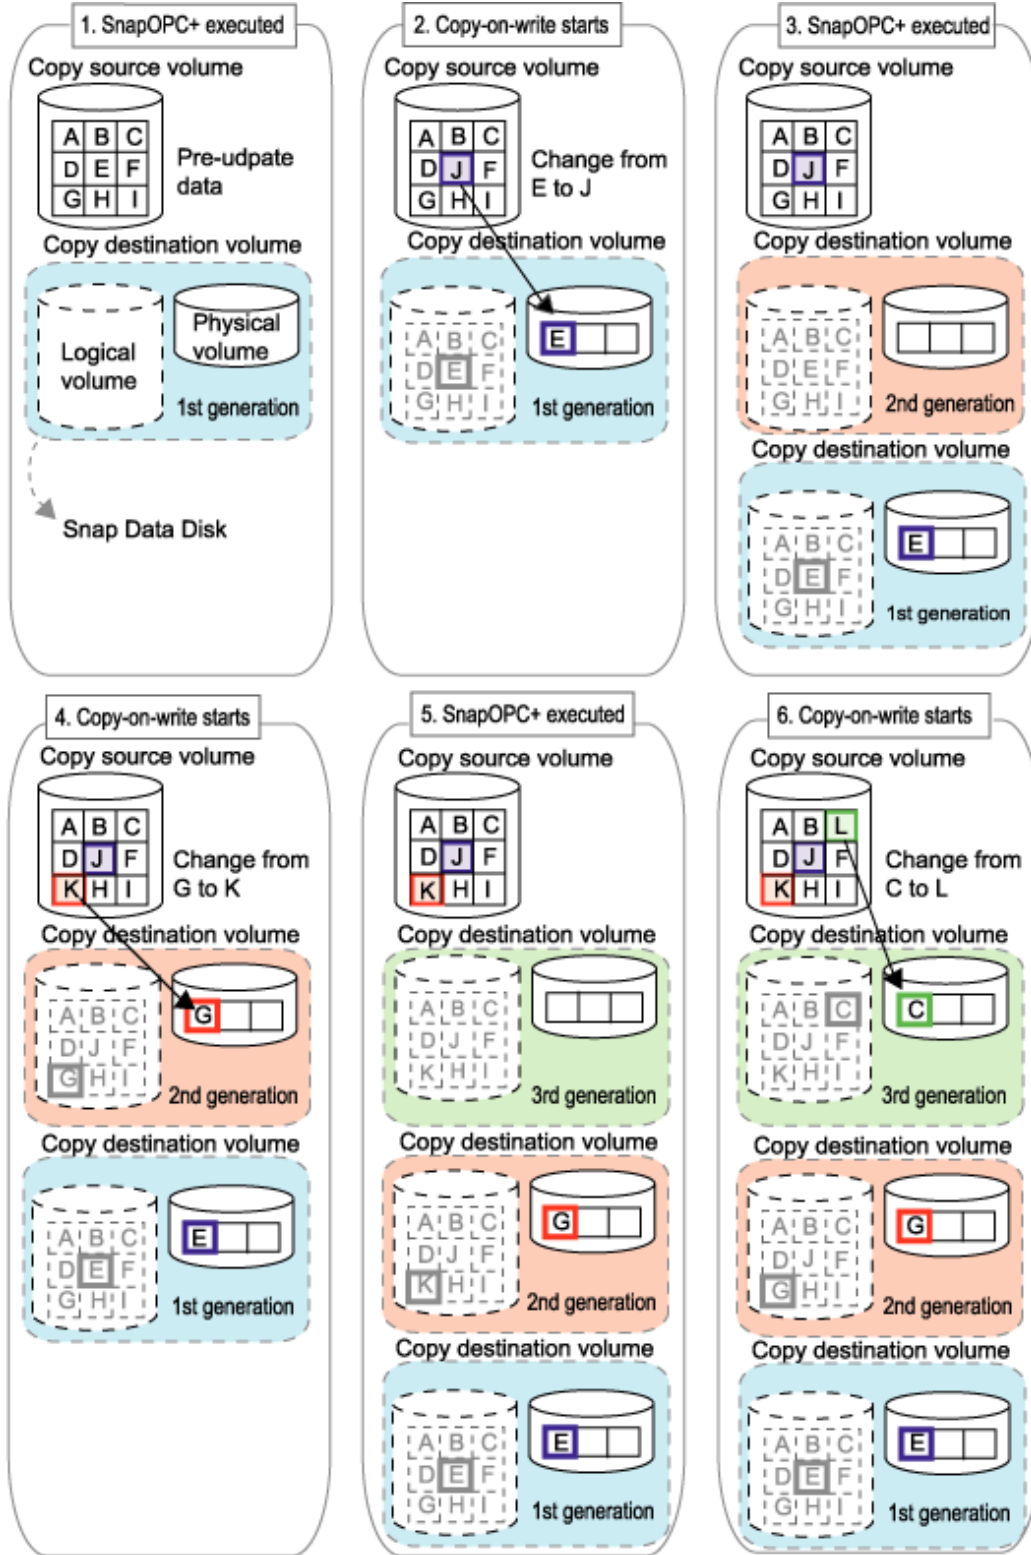 1. SnapOPC+ executed
Copy source volume
A B C
D E F
G H I
Pre-udpate
data
Copy destination volume
Logical
volume
Physical
volume
1st generation
Snap Data Disk
2. Copy-on-write starts
Copy source volume
A B C
D J F
G H I
Change from
E to J
Copy destination volume
A B C
D E F
G H I
E
1st generation
3. SnapOPC+ executed
Copy source volume
A B C
D J F
G H I
Copy destination volume
A B C
D E F
G H I
2nd generation
Copy destination volume
A B C
D E F
G H I
E
1st generation
4. Copy-on-write starts
Copy source volume
A B C
D J F
K H I
Change from
G to K
Copy destination volume
A B C
D J F
G H I
G
2nd generation
Copy destination volume
A B C
D E F
G H I
E
1st generation
5. SnapOPC+ executed
Copy source volume
A B C
D J F
K H I
Copy destination volume
A B C
D J F
K H I
3rd generation
Copy destination volume
A B C
D J F
K H I
G
2nd generation
Copy destination volume
A B C
D E F
G H I
E
1st generation
6. Copy-on-write starts
Copy source volume
A B L
D J F
K H I
Change from
C to L
Copy destination volume
A B C
D J F
K H I
C
3rd generation
Copy destination volume
A B C
D J F
G H I
G
2nd generation
Copy destination volume
A B C
D E F
G H I
E
1st generation